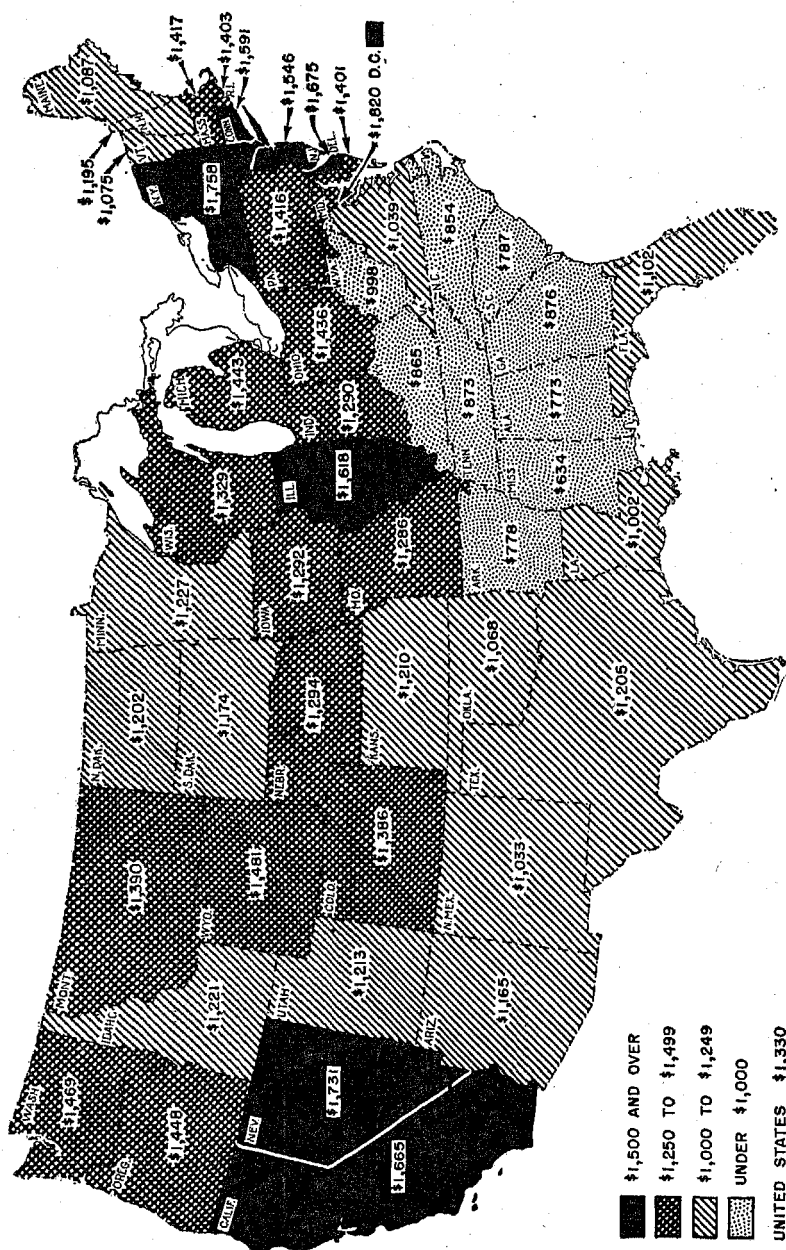 WASH.
$1,469
OREG.
$1,448
CALIF.
$1,665
NEV.
$1,731
IDAHO
$1,221
MONT.
$1,390
WYO.
$1,481
UTAH
$1,213
COLO.
$1,386
ARIZ.
$1,165
N.MEX.
$1,033
N.DAK.
$1,202
S.DAK.
$1,174
NEBR.
$1,294
KANS.
$1,210
OKLA.
$1,068
TEX.
$1,205
MINN.
$1,227
IOWA
$1,292
MO.
$1,286
ARK.
$778
LA.
$1,002
WIS.
$1,329
ILL.
$1,618
MICH.
$1,443
IND.
$1,290
OHIO
$1,436
$865
TENN.
$873
MISS.
$634
ALA.
$773
GA.
$876
FLA.
$1,102
S.C.
$787
N.C.
$854
VA.
$1,039
W.VA.
$998
PA.
$1,416
N.Y.
$1,758
VT.
$1,075
N.H.
$1,195
MAINE
$1,087
MASS.
$1,417
R.I.
$1,403
CONN.
$1,591
$1,546
N.J.
$1,675
DEL.
MD.
$1,401
$1,820 D.C.
$1,500 AND OVER
$1,250 TO $1,499
$1,000 TO $1,249
UNDER $1,000
UNITED STATES $1,330